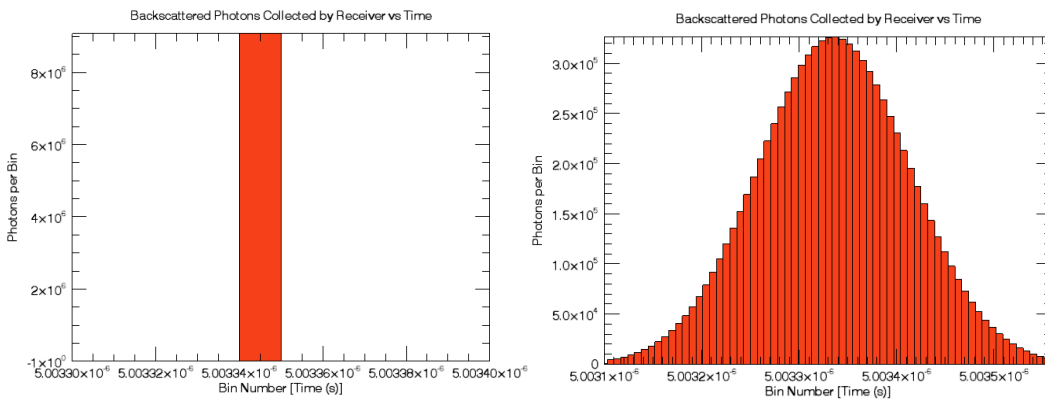 Backscattered Photons Collected by Receiver vs Time
Photons per Bin
8×10⁶
6×10⁶
4×10⁶
2×10⁶
-1×10⁰
5.00330×10⁻⁶ 5.00332×10⁻⁶ 5.00334×10⁻⁶ 5.00336×10⁻⁶ 5.00338×10⁻⁶ 5.00340×10⁻⁶
Bin Number [Time (s)]
Backscattered Photons Collected by Receiver vs Time
Photons per Bin
3.0×10⁵
2.5×10⁵
2.0×10⁵
1.5×10⁵
1.0×10⁵
5.0×10⁴
0
5.0031×10⁻⁶ 5.0032×10⁻⁶ 5.0033×10⁻⁶ 5.0034×10⁻⁶ 5.0035×10⁻⁶
Bin Number [Time (s)]